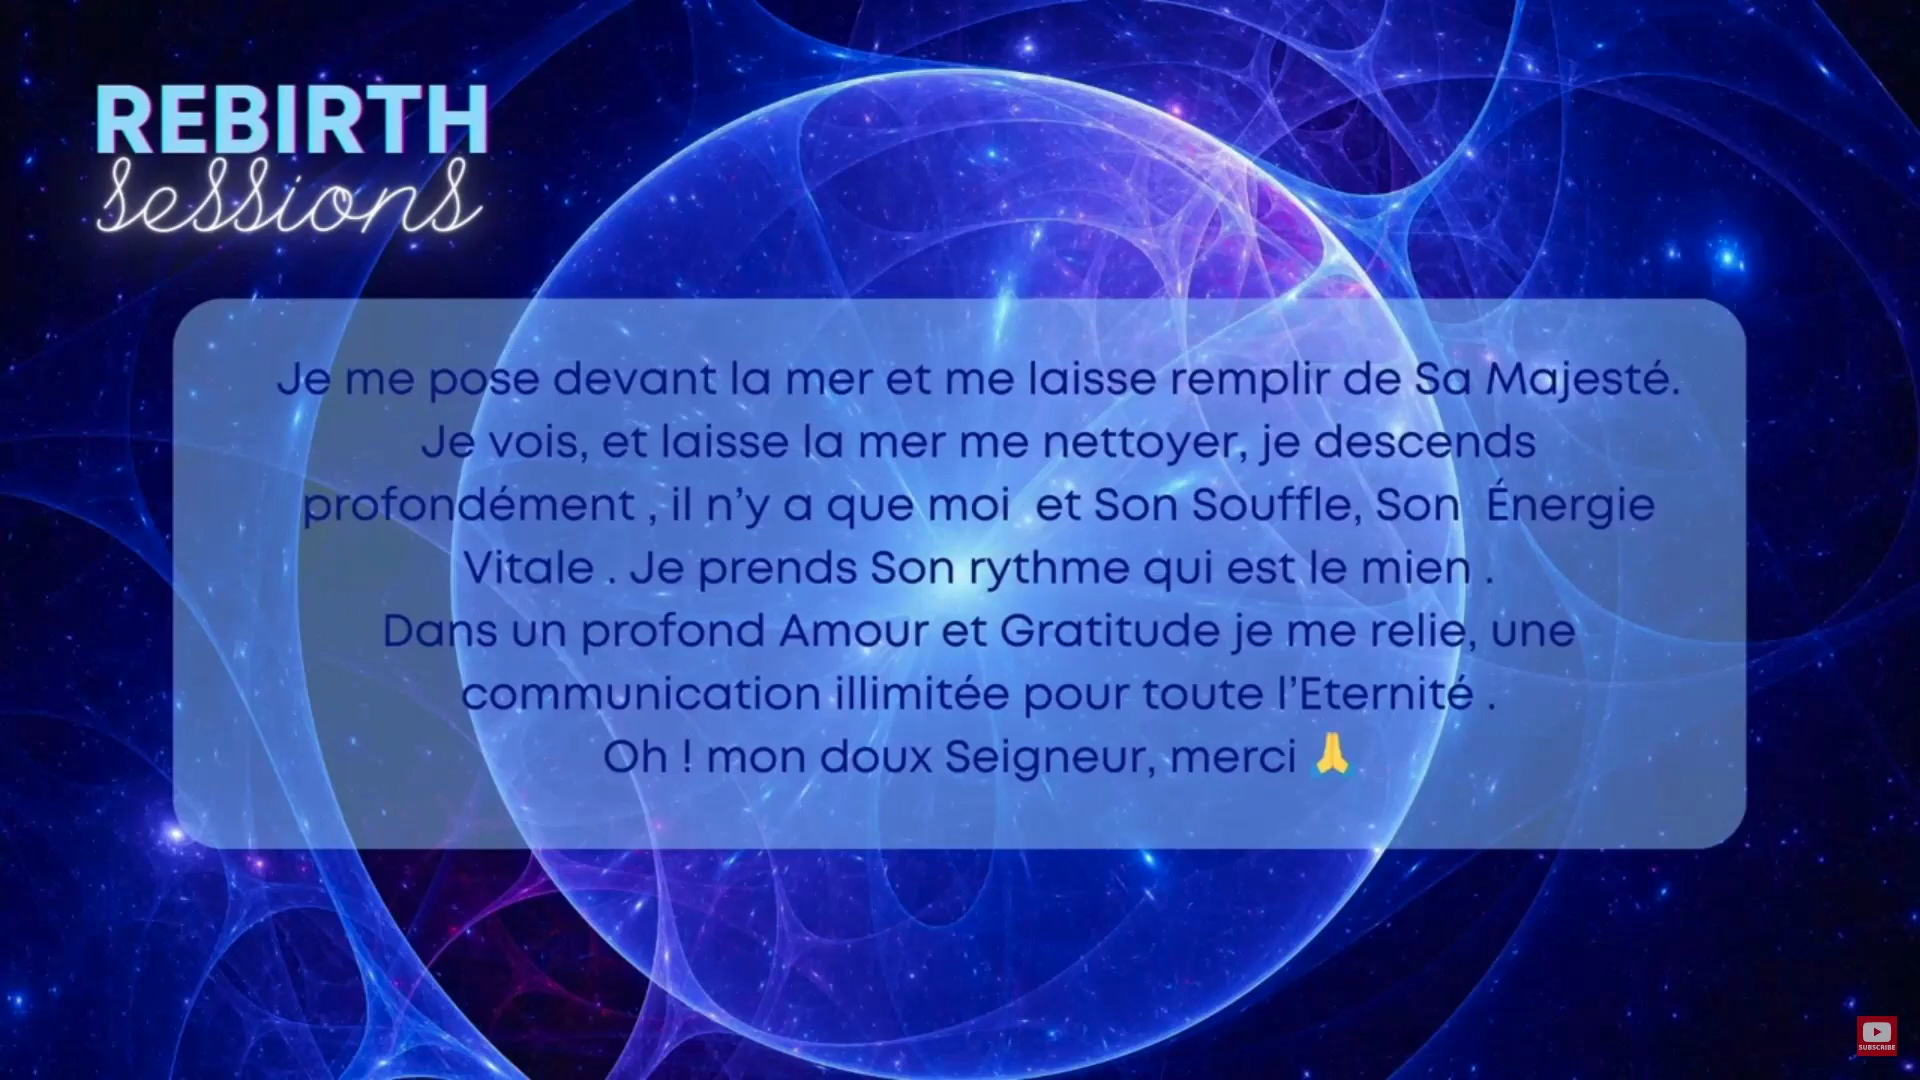 REBIRTH
sessions
Je me pose devant la mer et me laisse remplir de Sa Majesté.
Je vois, et laisse la mer me nettoyer, je descends
profondément , il n’y a que moi  et Son Souffle, Son  Énergie
Vitale . Je prends Son rythme qui est le mien .
Dans un profond Amour et Gratitude je me relie, une
communication illimitée pour toute l’Eternité .
Oh ! mon doux Seigneur, merci 🙏
SUBSCRIBE